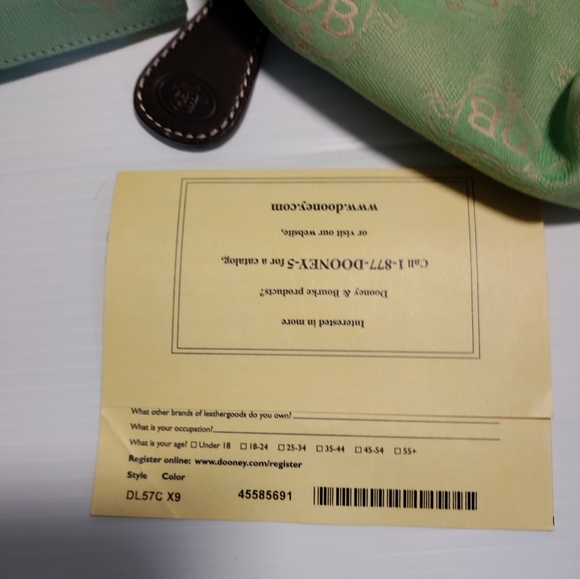 DB
DB
Interested in more
Dooney & Bourke products?
Call 1-877-DOONEY-5 for a catalog,
or visit our website,
www.dooney.com
What other brands of leathergoods do you own?
What is your occupation?
What is your age? Under 18 18-24 25-34 35-44 45-54 55+
Register online: www.dooney.com/register
Style Color
DL57C X9 45585691